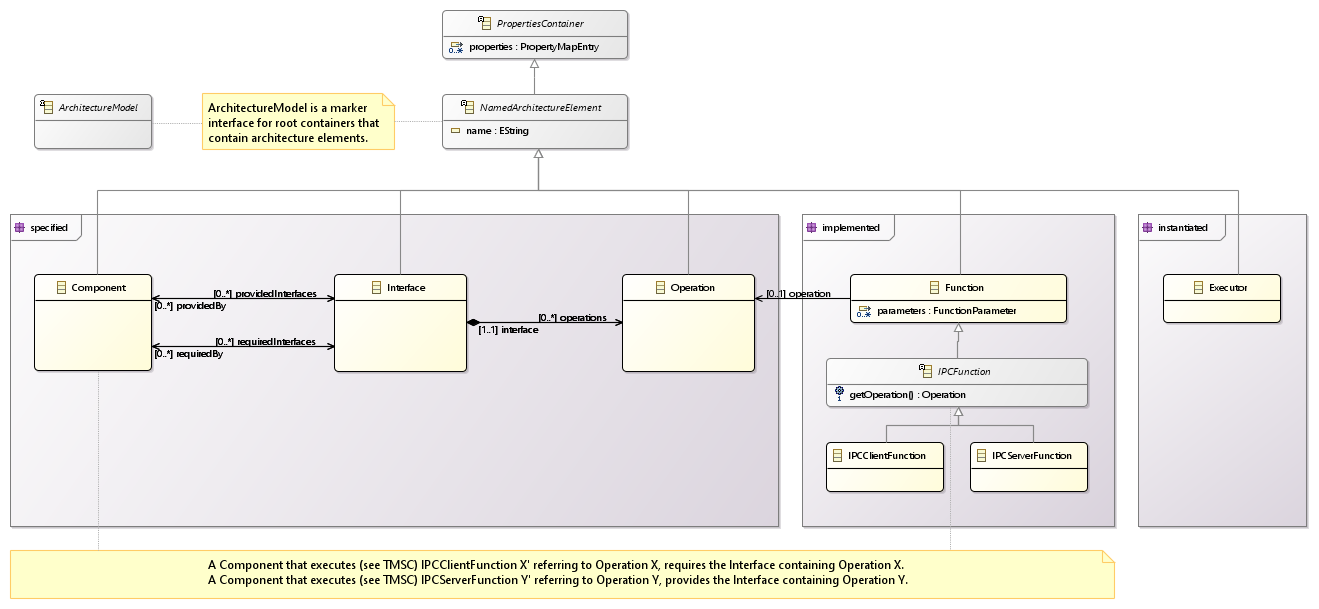 PropertiesContainer
0..* properties : PropertyMapEntry
ArchitectureModel
ArchitectureModel is a marker
interface for root containers that
contain architecture elements.
NamedArchitectureElement
name : EString
specified
implemented
instantiated
Component
Interface
Operation
Function
Executor
[0..*] providedInterfaces
[0..*] providedBy
[0..1] operation
0..* parameters : FunctionParameter
[0..*] operations
[1..1] interface
[0..*] requiredInterfaces
[0..*] requiredBy
IPCFunction
1 getOperation() : Operation
IPCClientFunction
IPCServerFunction
A Component that executes (see TMSC) IPCClientFunction X' referring to Operation X, requires the Interface containing Operation X.
A Component that executes (see TMSC) IPCServerFunction Y' referring to Operation Y, provides the Interface containing Operation Y.